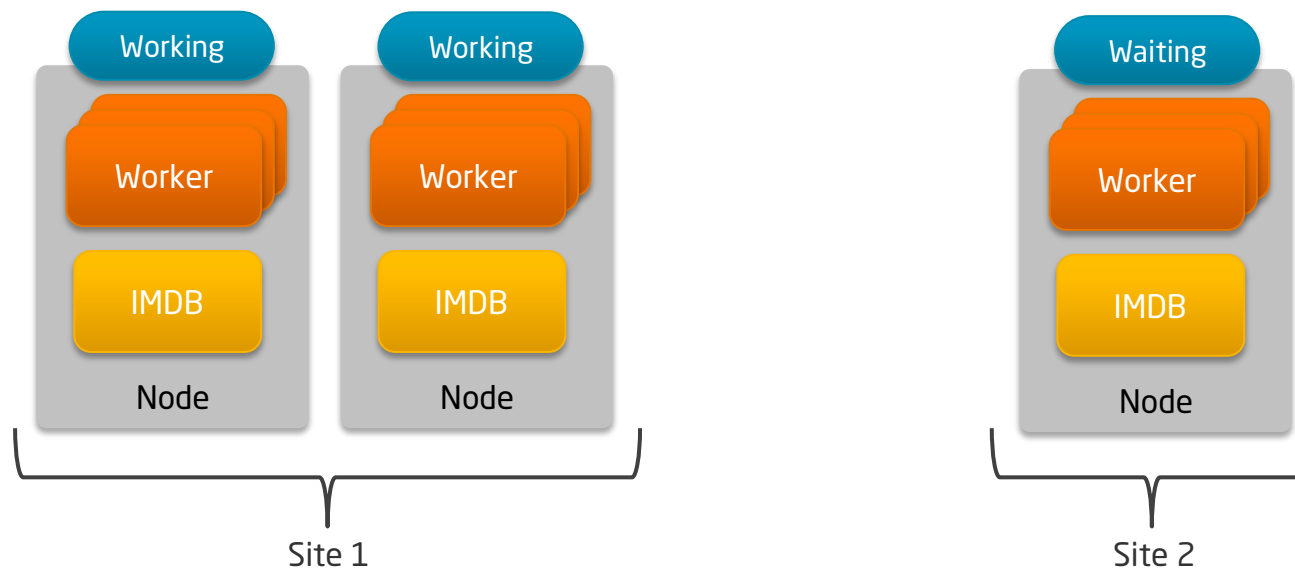 Working
Working
Waiting
Worker
Worker
Worker
IMDB
IMDB
IMDB
Node
Node
Node
Site 1
Site 2